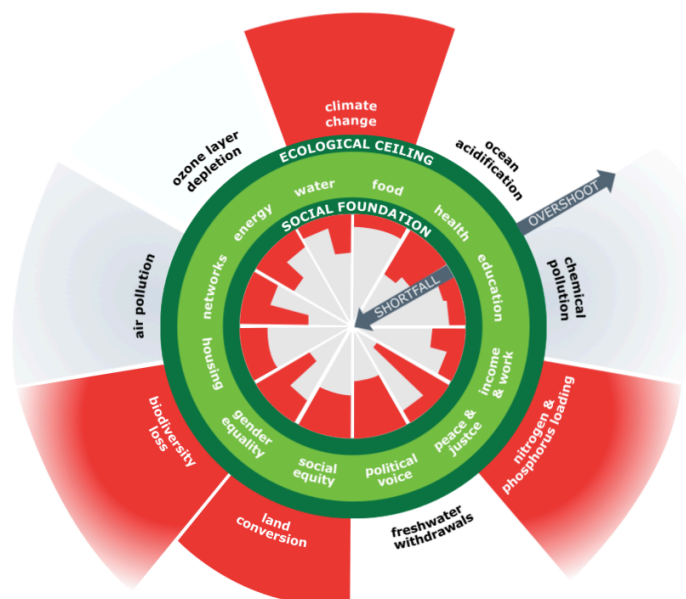 climate
change
ocean
acidification
chemical
pollution
nitrogen &
phosphorus loading
freshwater
withdrawals
land
conversion
biodiversity
loss
air pollution
ozone layer
depletion
ECOLOGICAL CEILING
OVERSHOOT
water
food
health
education
income
& work
peace &
justce
political
voice
social
equity
gender
equality
housing
networks
energy
SOCIAL FOUNDATION
SHORTFALL